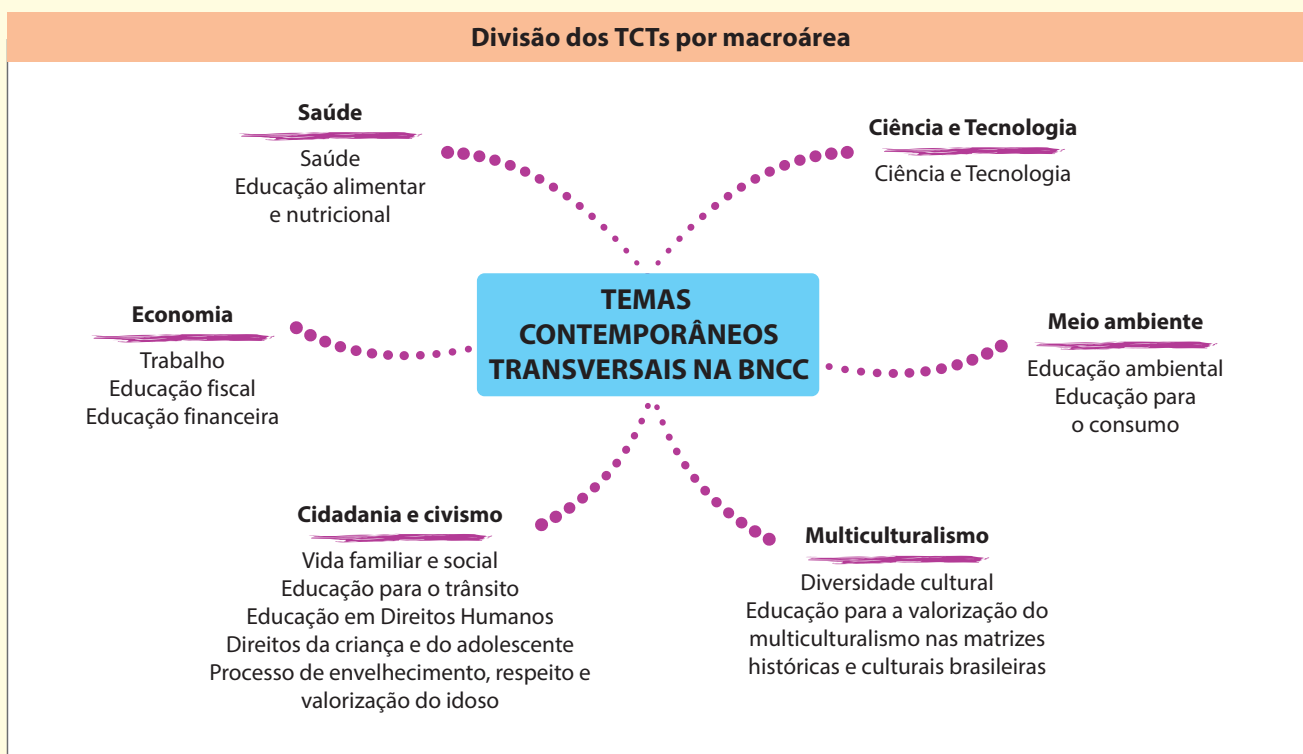 Divisão dos TCTs por macroárea
Saúde
Saúde
Educação alimentar
e nutricional
Ciência e Tecnologia
Ciência e Tecnologia
Economia
Trabalho
Educação fiscal
Educação financeira
TEMAS
CONTEMPORÂNEOS
TRANSVERSAIS NA BNCC
Meio ambiente
Educação ambiental
Educação para
o consumo
Cidadania e civismo
Vida familiar e social
Educação para o trânsito
Educação em Direitos Humanos
Direitos da criança e do adolescente
Processo de envelhecimento, respeito e
valorização do idoso
Multiculturalismo
Diversidade cultural
Educação para a valorização do
multiculturalismo nas matrizes
históricas e culturais brasileiras